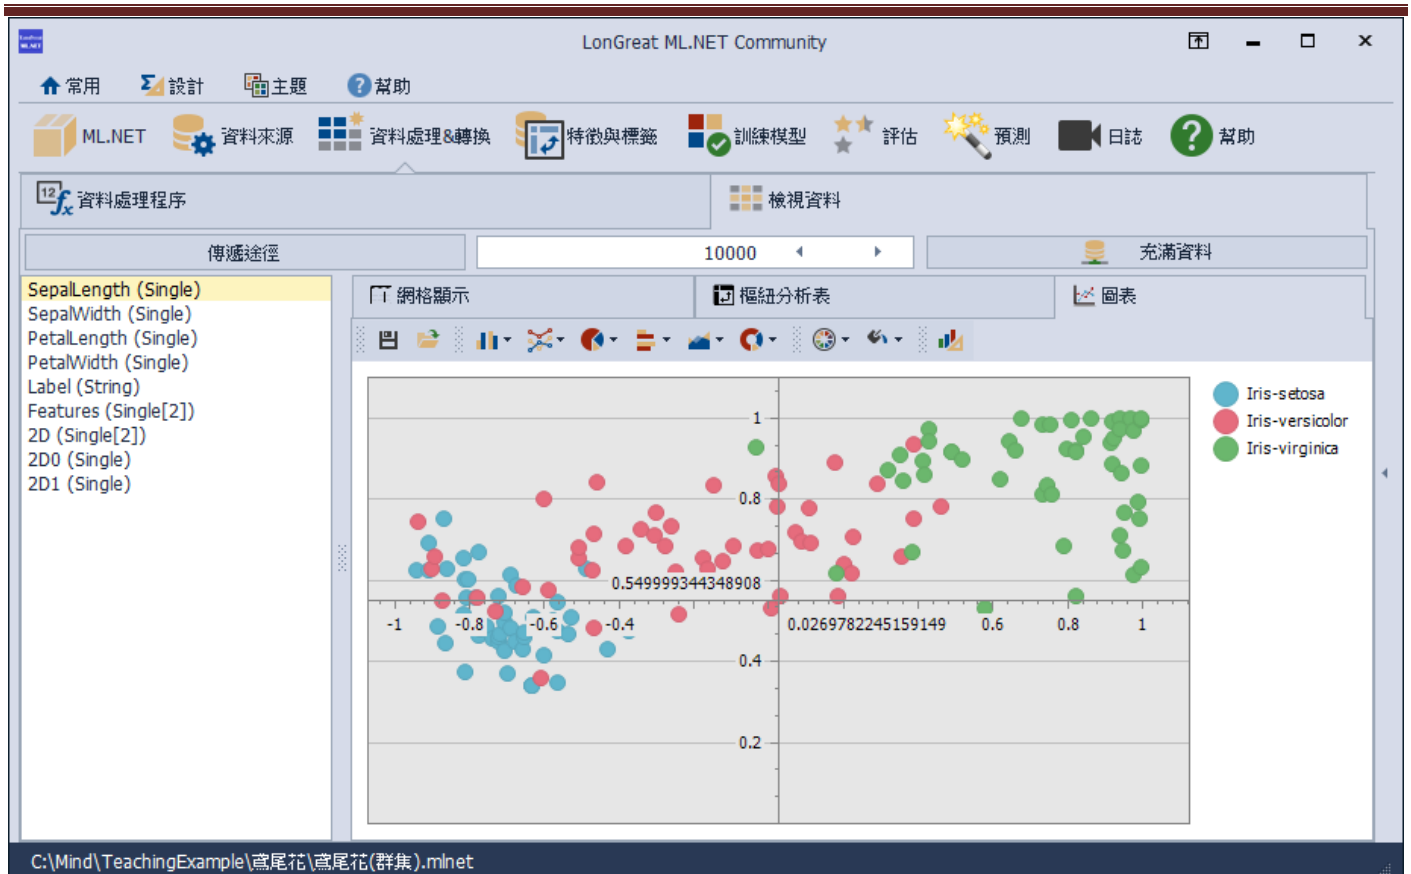 LonGreat ML.NET
LonGreat ML.NET Community
常用 設計 主題 幫助
ML.NET 資料來源 資料處理&轉換 特徵與標籤 訓練模型 評估 預測 日誌 幫助
資料處理程序 檢視資料
傳遞途徑 10000 充滿資料
SepalLength (Single)
SepalWidth (Single)
PetalLength (Single)
PetalWidth (Single)
Label (String)
Features (Single[2])
2D (Single[2])
2D0 (Single)
2D1 (Single)
網格顯示 樞紐分析表 圖表
Iris-setosa
Iris-versicolor
Iris-virginica
1
0.8
0.549999344348908
-1 -0.8 -0.6 -0.4 0.0269782245159149 0.6 0.8 1
0.4
0.2
C:\Mind\TeachingExample\鳶尾花\鳶尾花(群集).mlnet